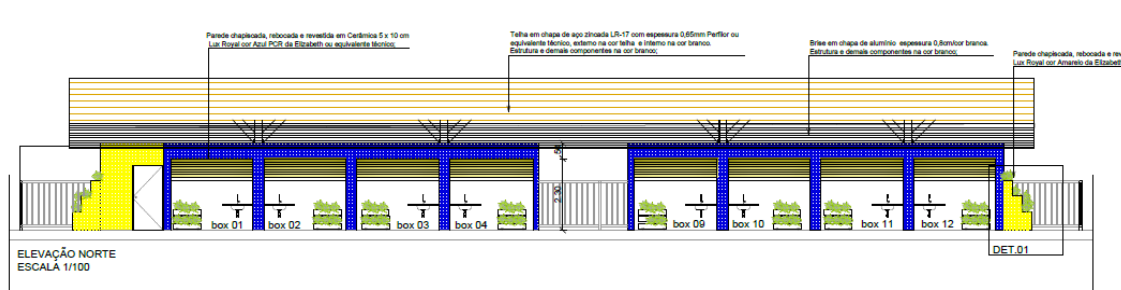 Parede chapiscada, rebocada e revestida em Cerâmica 5 x 10 cm
Lux Royal cor Azul PCR da Elizabeth ou equivalente técnico;
Telha em chapa de aço zincada LR-17 com espessura 0,65mm Perfilor ou
equivalente técnico, externo na cor telha e interno na cor branco.
Estrutura e demais componentes na cor branco;
Brise em chapa de alumínio espessura 0,8cm/cor branca.
Estrutura e demais componentes na cor branco;
Parede chapiscada, rebocada e rev
Lux Royal cor Amarelo da Elizabeth
.50
2.30
box 01
box 02
box 03
box 04
box 09
box 10
box 11
box 12
DET.01
ELEVAÇÃO NORTE
ESCALA 1/100